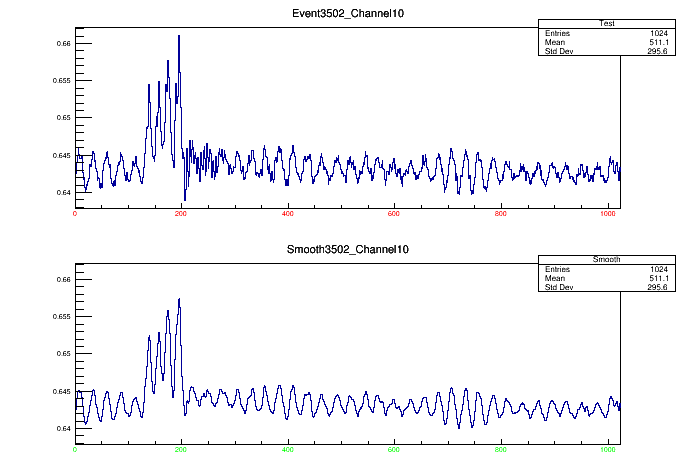 Event3502_Channel10
Test
Entries 1024
Mean 511.1
Std Dev 295.6
0.66
0.655
0.65
0.645
0.64
0 200 400 600 800 1000
Smooth3502_Channel10
Smooth
Entries 1024
Mean 511.1
Std Dev 295.6
0.66
0.655
0.65
0.645
0.64
0 200 400 600 800 1000